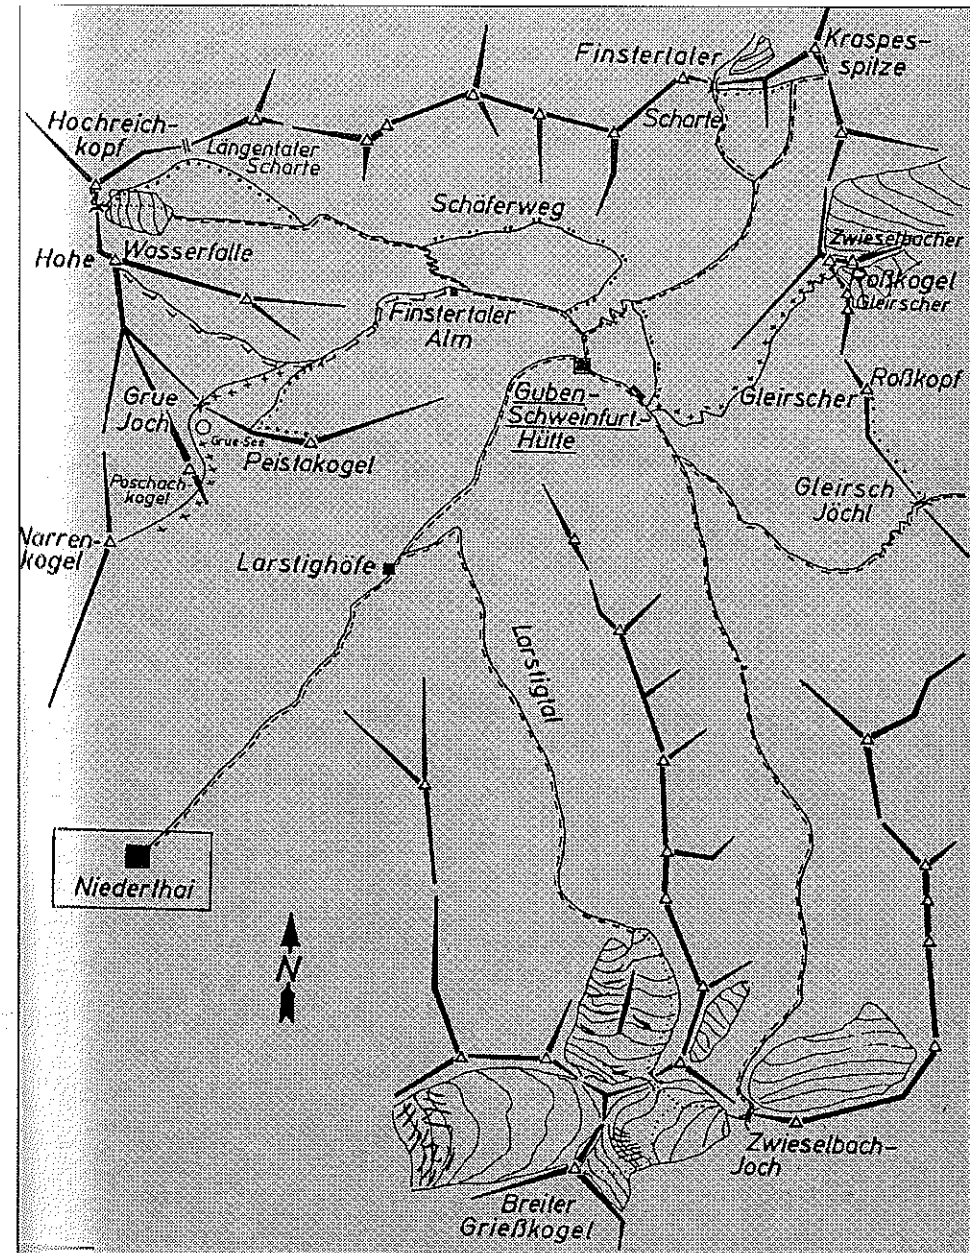 Finstertaler
Scharte
Kraspes-
spitze
Hochreich-
kopf
Längentaler
Scharte
Schäferweg
Hohe Wasserfalle
Zwieselbacher
Roßkogel
Gleirscher
Finstertaler
Alm
Grue
Joch
Grue-See
Guben-
Schweinfurt-
Hütte
Gleirscher
Roßkopf
Peistakogel
Poschach
kogel
Gleirsch
Jöchl
Narren-
kogel
Larstighöfe
Larstigtal
Niederthai
N
Zwieselbach-
Joch
Breiter
Grießkogel